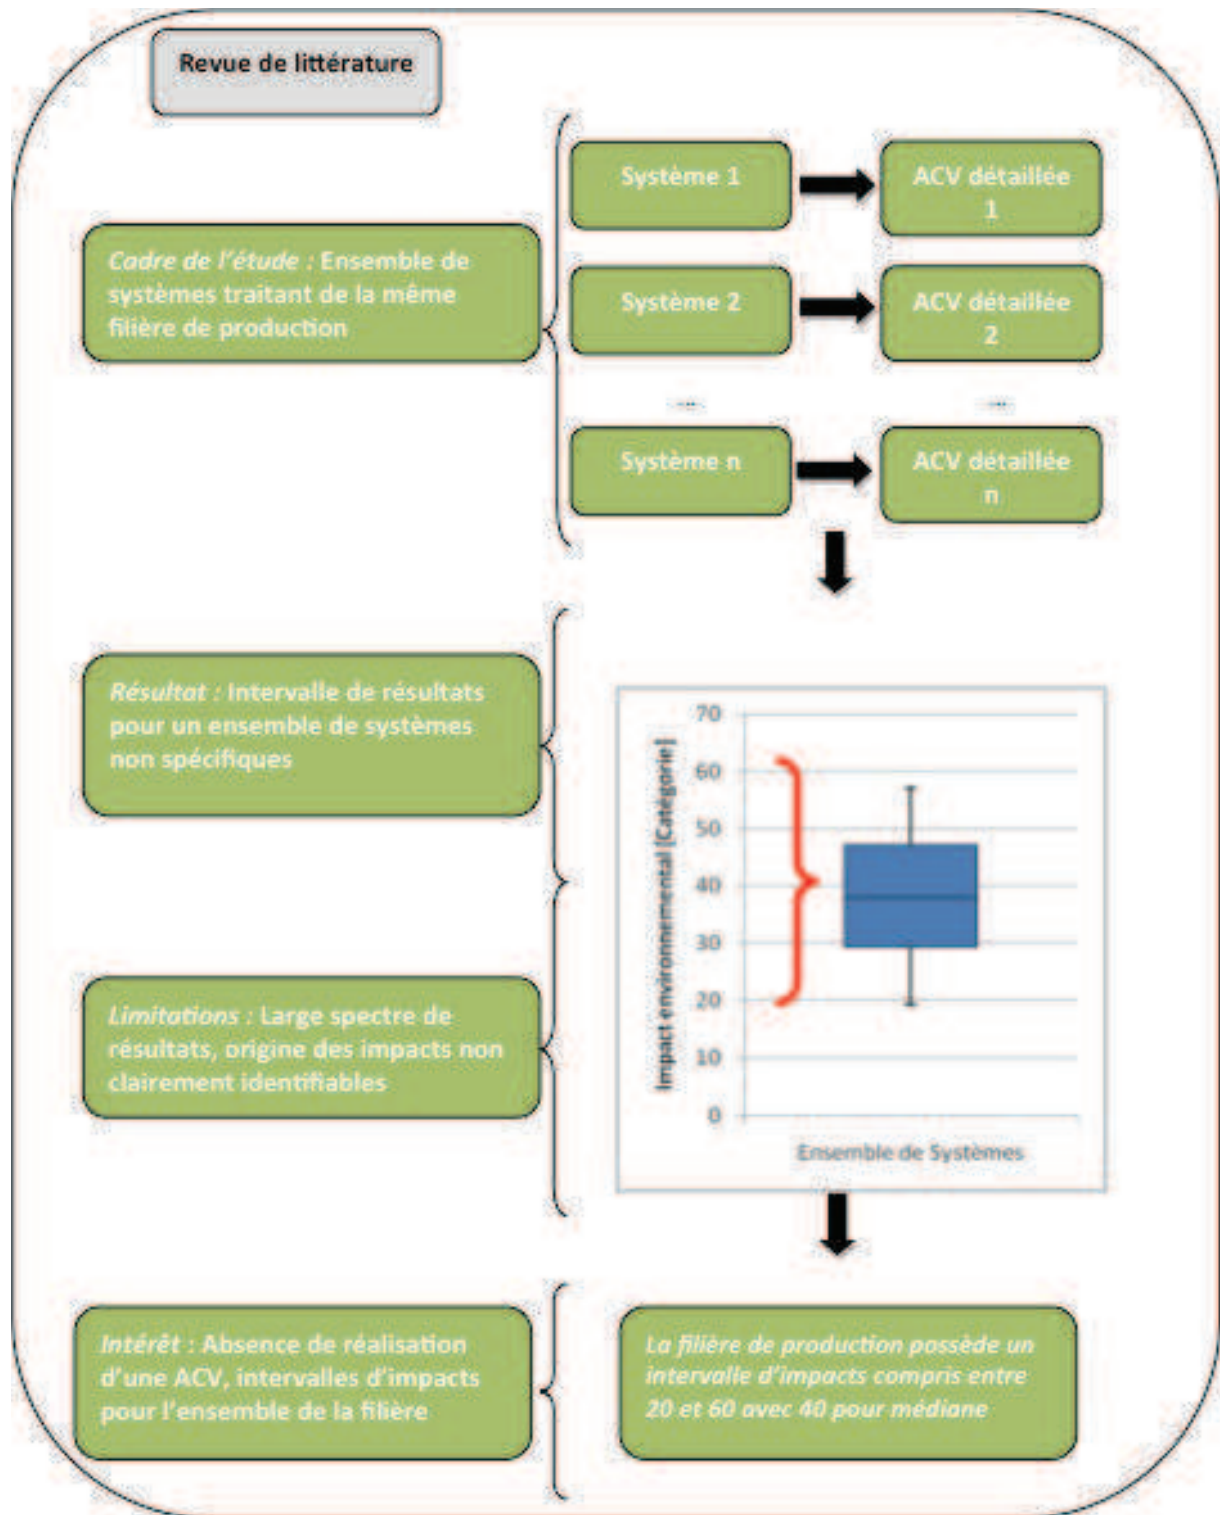 Revue de littérature
Système 1
ACV détaillée
1
Cadre de l'étude : Ensemble de
systèmes traitant de la même
filière de production
Système 2
ACV détaillée
2
...
...
Système n
ACV détaillée
n
Résultat : Intervalle de résultats
pour un ensemble de systèmes
non spécifiques
Limitations : Large spectre de
résultats, origine des impacts non
clairement identifiables
Impact environnemental [Catégorie]
70
60
50
40
30
20
10
0
Ensemble de Systèmes
Intérêt : Absence de réalisation
d'une ACV, intervalles d'impacts
pour l'ensemble de la filière
La filière de production possède un
intervalle d'impacts compris entre
20 et 60 avec 40 pour médiane